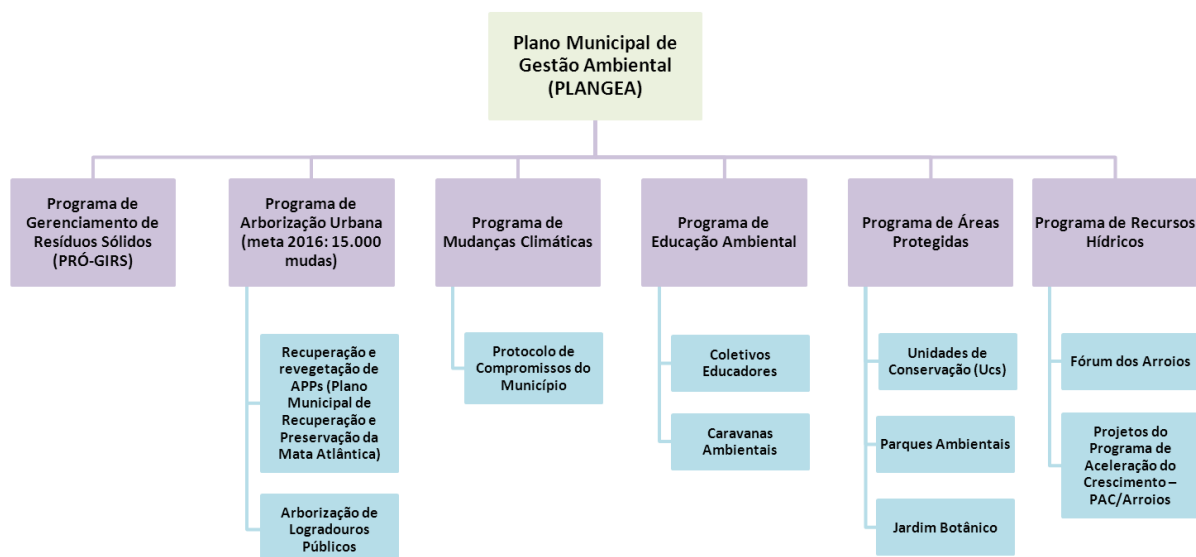 Plano Municipal de
Gestão Ambiental
(PLANGEA)
Programa de
Gerenciamento de
Resíduos Sólidos
(PRÓ-GIRS)
Programa de
Arborização Urbana
(meta 2016: 15.000
mudas)
Programa de
Mudanças Climáticas
Programa de
Educação Ambiental
Programa de Áreas
Protegidas
Programa de Recursos
Hídricos
Recuperação e
revegetação de
APPs (Plano
Municipal de
Recuperação e
Preservação da
Mata Atlântica)
Arborização de
Logradouros
Públicos
Protocolo de
Compromissos do
Município
Coletivos
Educadores
Caravanas
Ambientais
Unidades de
Conservação (Ucs)
Parques Ambientais
Jardim Botânico
Fórum dos Arroios
Projetos do
Programa de
Aceleração do
Crescimento –
PAC/Arroios